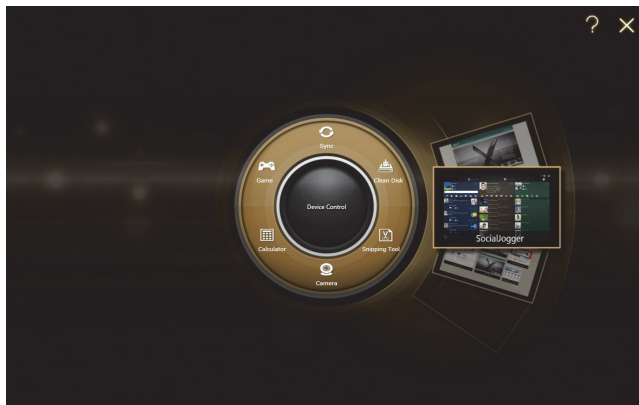 ?
Sync
Game
Clean Disk
Device Control
Calculator
Snipping Tool
SocialJogger
Camera